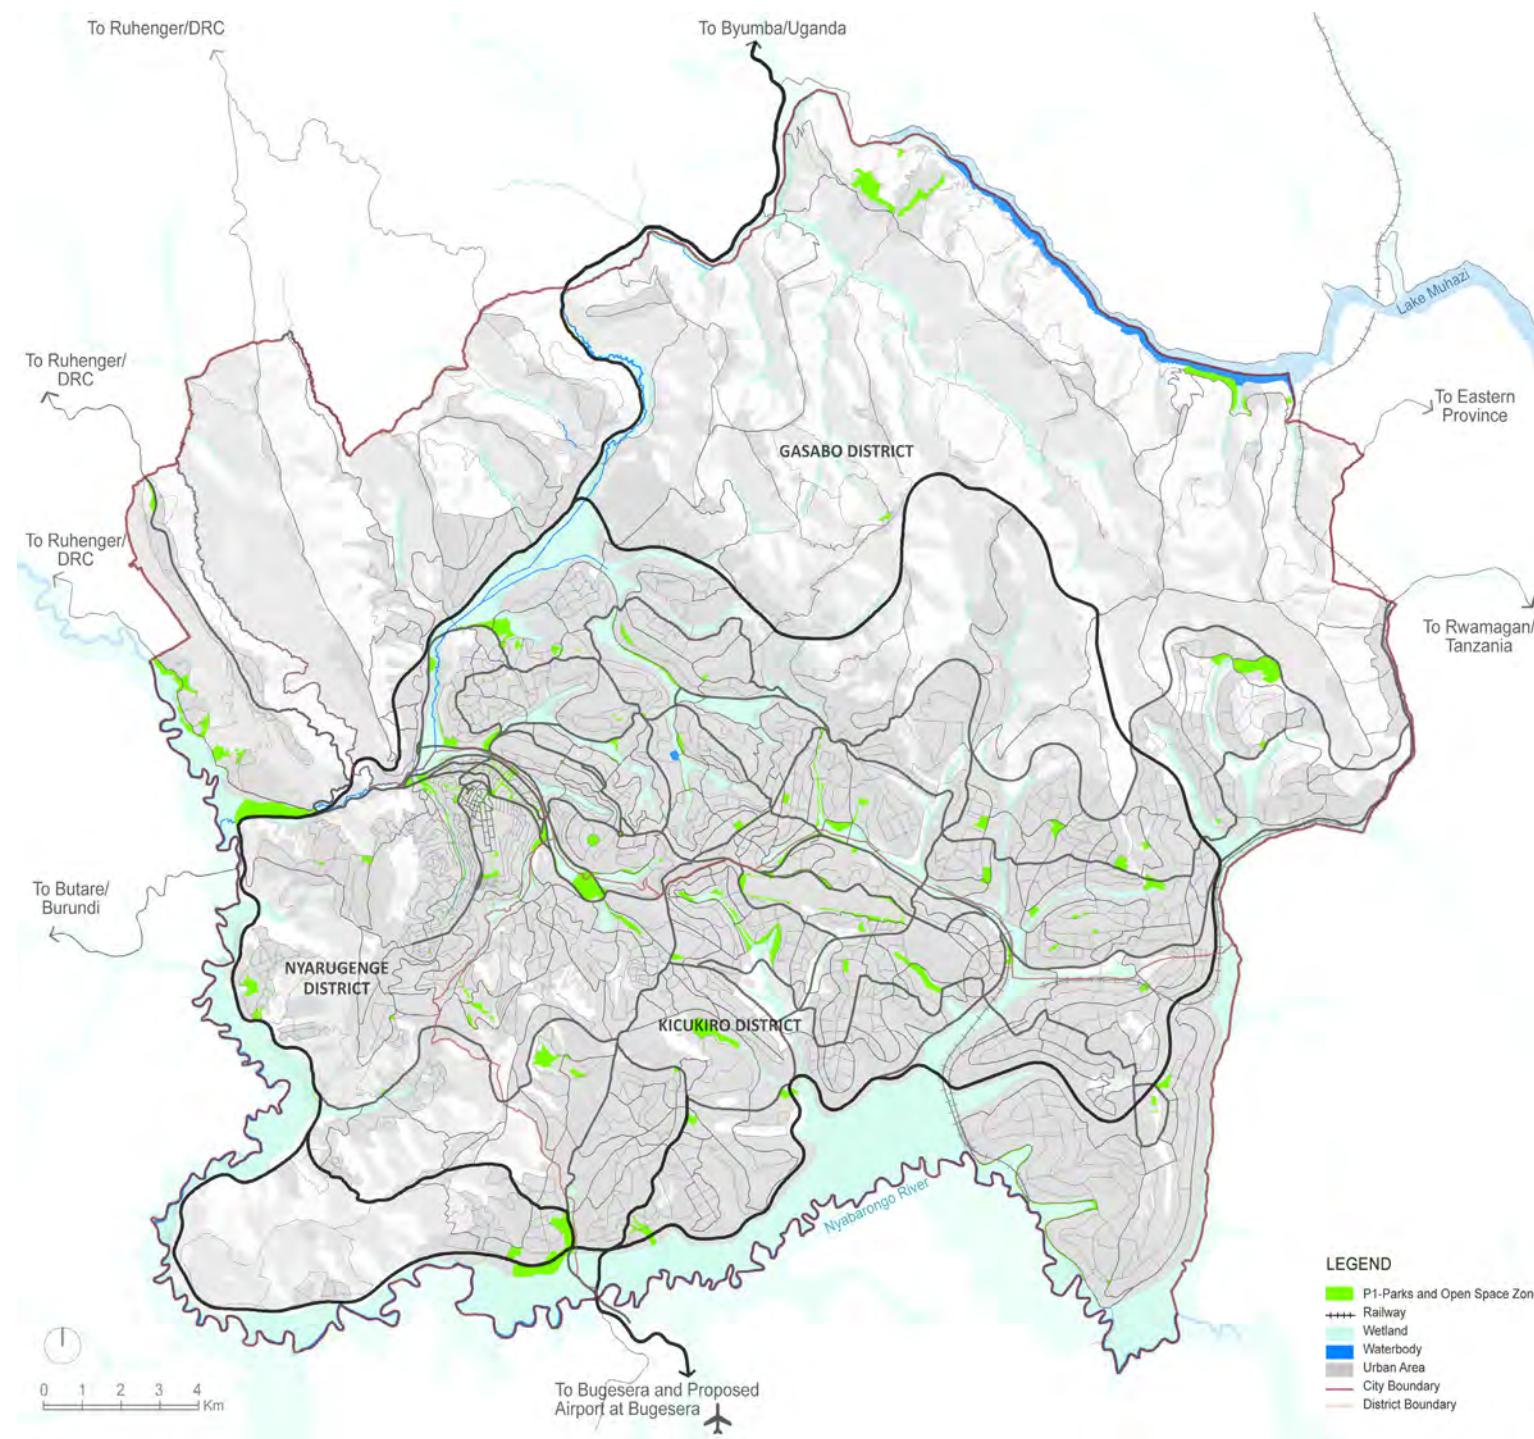 To Ruhenger/DRC
To Byumba/Uganda
Lake Muhazi
To Ruhenger/
DRC
To Eastern
Province
GASABO DISTRICT
To Ruhenger/
DRC
To Rwamagan/
Tanzania
To Butare/
Burundi
NYARUGENGE
DISTRICT
KICUKIRO DISTRICT
Nyabarongo River
LEGEND
P1-Parks and Open Space Zon
Railway
Wetland
Waterbody
Urban Area
City Boundary
District Boundary
0 1 2 3 4
Km
To Bugesera and Proposed
Airport at Bugesera